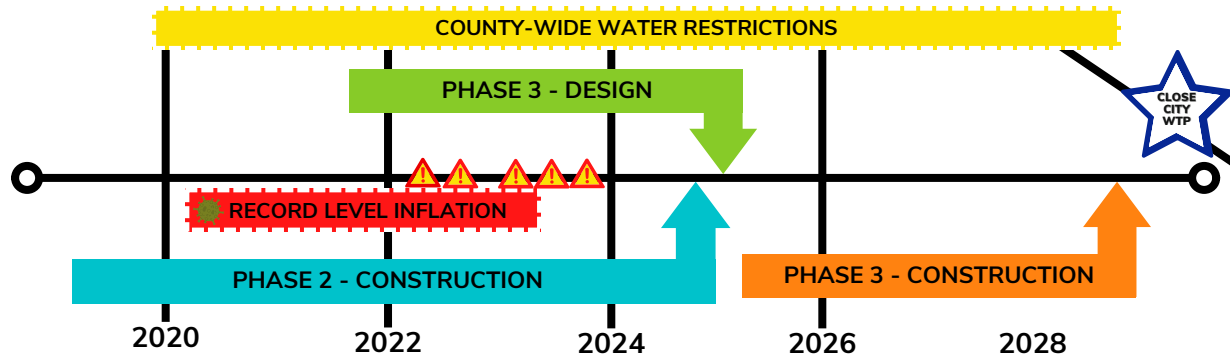 COUNTY-WIDE WATER RESTRICTIONS
PHASE 3 - DESIGN
CLOSE
CITY
WTP
RECORD LEVEL INFLATION
PHASE 2 - CONSTRUCTION
PHASE 3 - CONSTRUCTION
2020
2022
2024
2026
2028